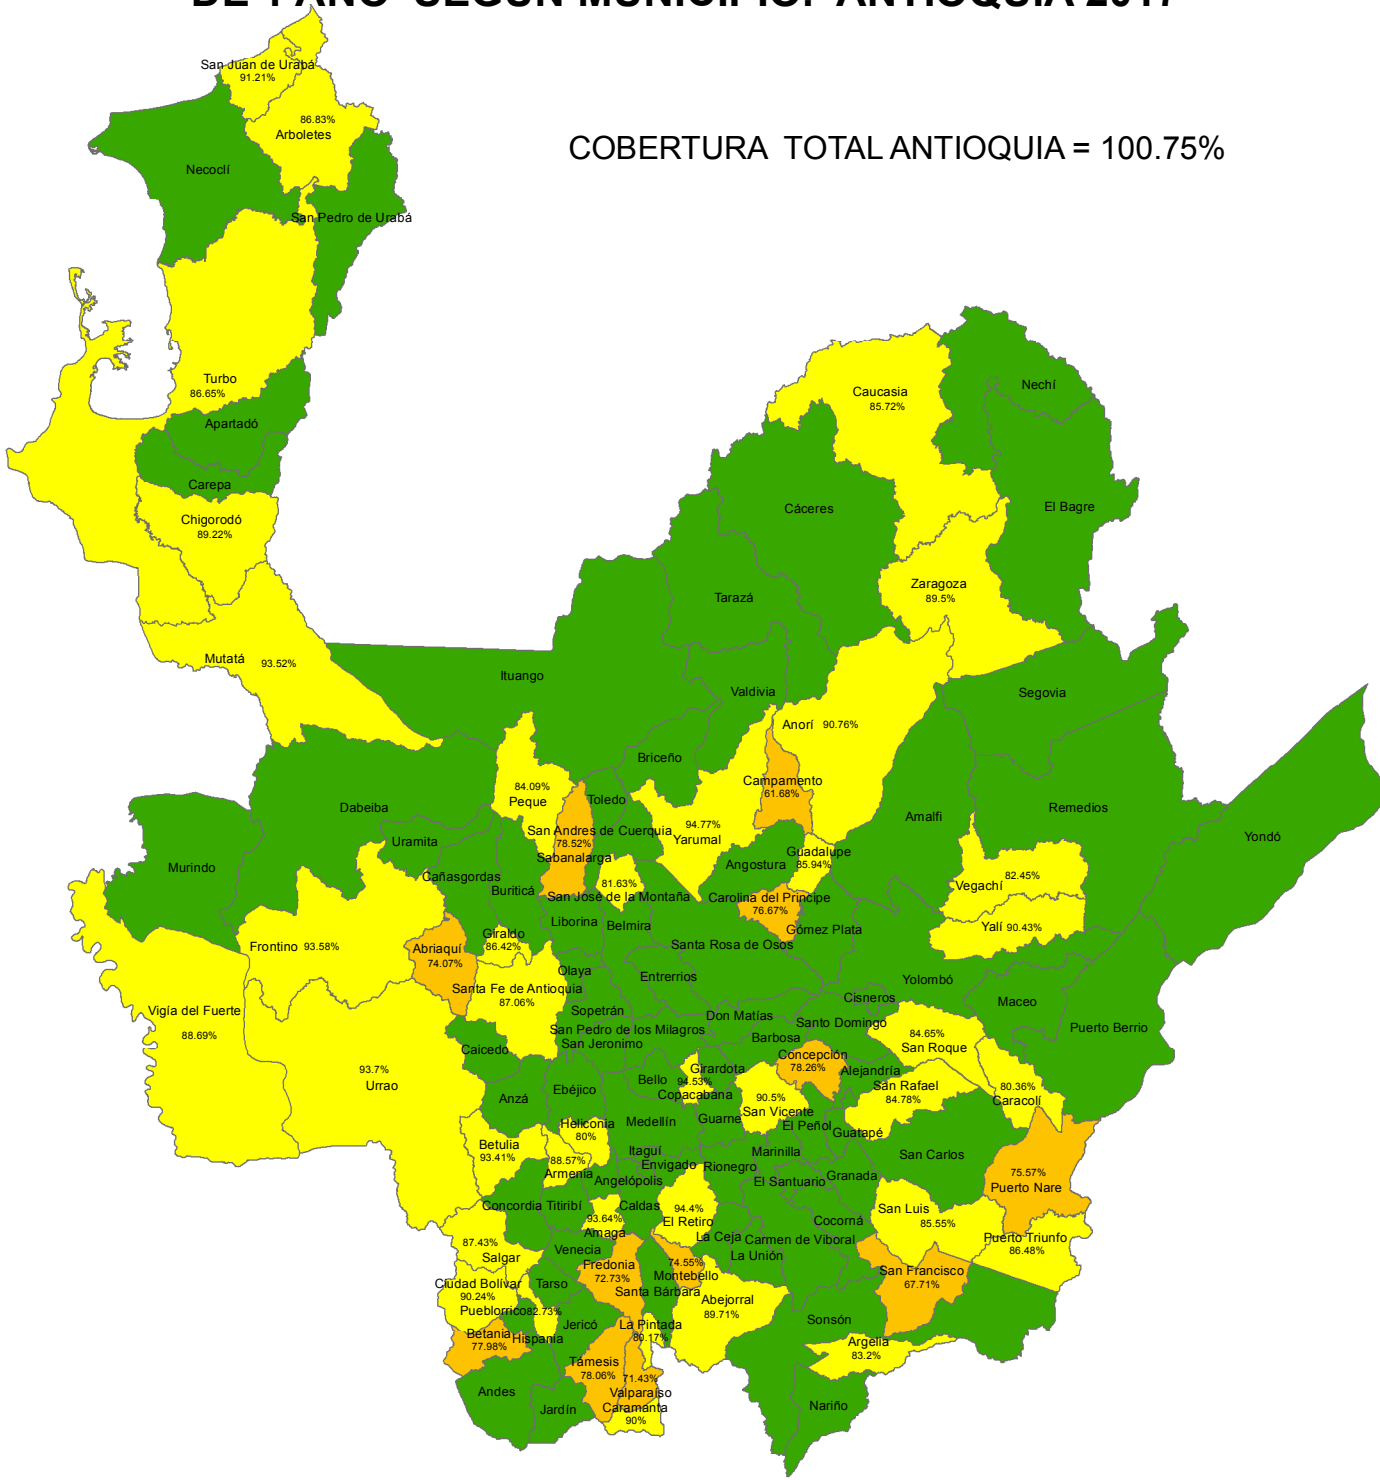 DE 1 AÑO SEGÚN MUNICIPIO. ANTIOQUIA 2017
San Juan de Urabá
91.21%
86.83%
Arboletes
COBERTURA TOTAL ANTIOQUIA = 100.75%
Necoclí
San Pedro de Urabá
Turbo
86.65%
Apartadó
Carepa
Chigorodó
89.22%
Mutatá 93.52%
Caucasia
85.72%
Nechí
El Bagre
Cáceres
Zaragoza
89.5%
Tarazá
Ituango
Valdivia
Segovia
Anorí 90.76%
Briceño
Campamento
61.68%
84.09%
Peque
Toledo
Dabeiba
Remedios
Amalfi
Yondó
San Andres de Cuerquia
78.52%
Sabanalarga
94.77%
Yarumal
Uramita
Angostura
Guadalupe
85.94%
Murindo
Cañasgordas
Buriticá
81.63%
San José de la Montaña
Carolina del Principe
76.67%
82.45%
Vegachí
Liborina
Belmira
Gómez Plata
Yalí 90.43%
Frontino 93.58%
Abriaquí
74.07%
Giraldo
86.42%
Santa Rosa de Osos
Olaya
Entrerrios
Yolombó
Santa Fe de Antioquia
87.06%
Cisneros
Maceo
Vigía del Fuerte
88.69%
Sopetrán
Don Matías
Santo Domingo
Puerto Berrio
San Pedro de los Milagros
San Jeronimo
Barbosa
84.65%
San Roque
Caicedo
Concepción
78.26%
93.7%
Urrao
Girardota
94.53%
Copacabana
Bello
Alejandría
San Rafael
84.78%
80.36%
Caracolí
Anzá
Ebéjico
90.5%
San Vicente
Heliconia
80%
Medellín
Guarne
El Peñol
Guatapé
Betulia
93.41%
Itaguí
Marinilla
San Carlos
88.57%
Armenia
Envigado
Rionegro
Angelópolis
El Santuario
Granada
75.57%
Puerto Nare
Concordia
Titiribí
93.64%
Amagá
Caldas
94.4%
El Retiro
Cocorná
San Luis
85.55%
87.43%
Salgar
Venecia
La Ceja
Carmen de Viboral
La Unión
Puerto Triunfo
86.48%
Fredonia
72.73%
74.55%
Montebello
Santa Bárbara
San Francisco
67.71%
Ciudad Bolívar
90.24%
Tarso
Pueblorrico 82.73%
Abejorral
89.71%
Betania
77.98%
Hispania
Jericó
La Pintada
80.17%
Sonsón
Argelia
83.2%
Támesis
78.06%
71.43%
Valparaíso
Andes
Jardín
Caramanta
90%
Nariño